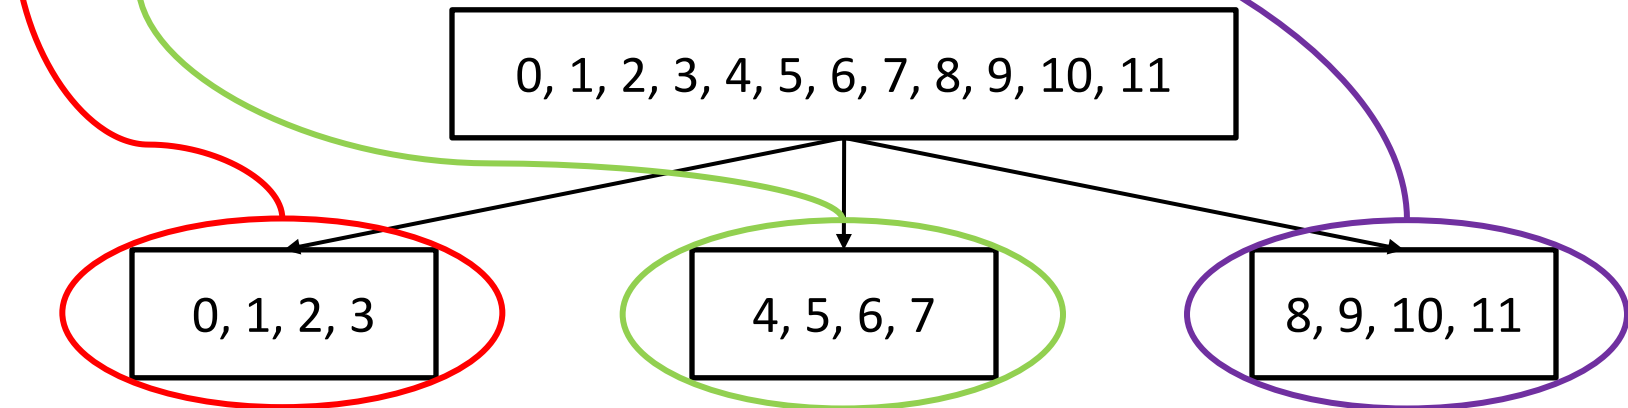 0, 1, 2, 3, 4, 5, 6, 7, 8, 9, 10, 11
0, 1, 2, 3
4, 5, 6, 7
8, 9, 10, 11